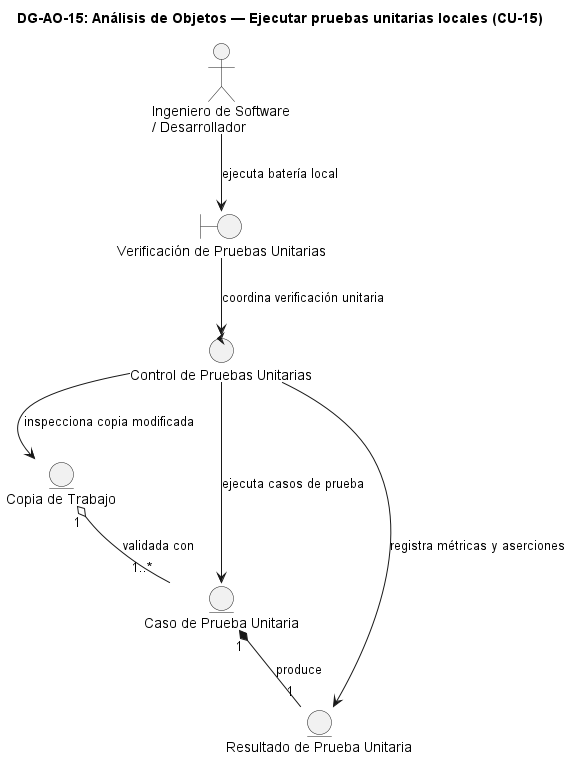 DG-AO-15: Análisis de Objetos — Ejecutar pruebas unitarias locales (CU-15)
Ingeniero de Software
/ Desarrollador
ejecuta batería local
Verificación de Pruebas Unitarias
coordina verificación unitaria
Control de Pruebas Unitarias
inspecciona copia modificada
Copia de Trabajo
1
ejecuta casos de prueba
validada con
1..*
registra métricas y aserciones
Caso de Prueba Unitaria
1
produce
1
Resultado de Prueba Unitaria